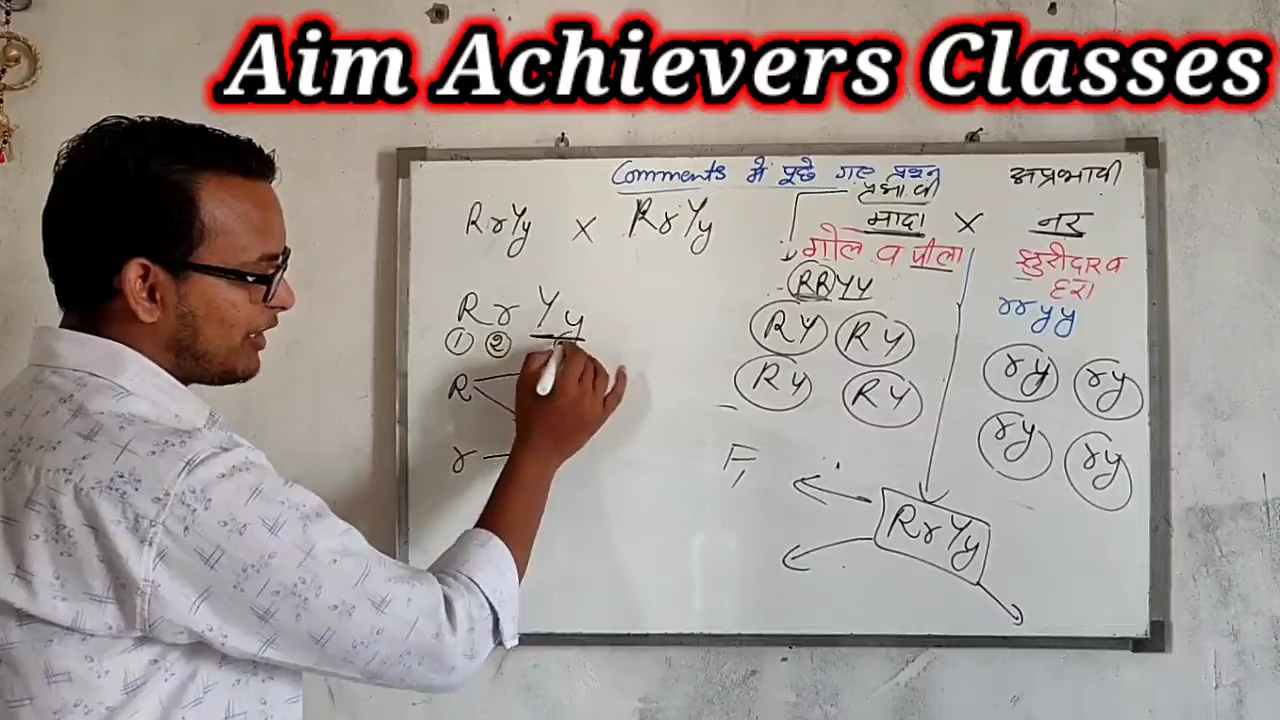 Aim Achievers Classes
Comments में पूछे गए प्रश्न
प्रभावी
अप्रभावी
RrYy × RrYy
मादा × नर
गोल व पीला
झुरीदार व
हरा
RRYY
rryy
Rr Yy
① ②
RY RY
RY RY
ry ry
ry ry
R
r
F₁
RrYy